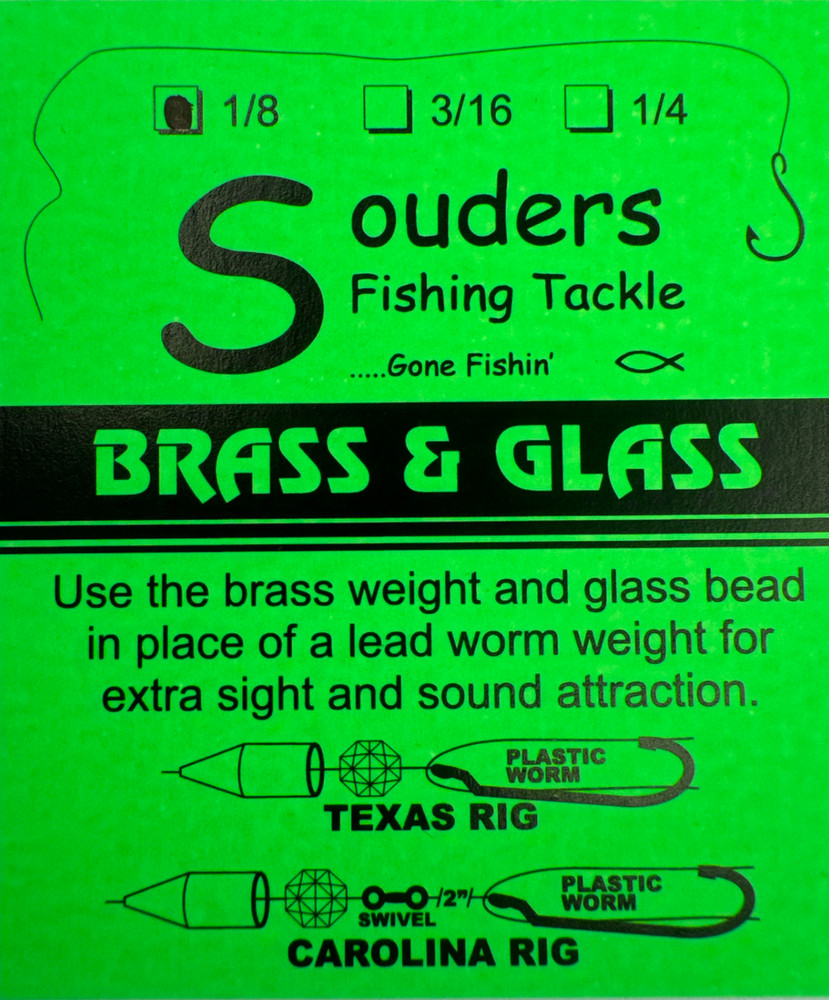 1/8 3/16 1/4
Souders
Fishing Tackle
.....Gone Fishin'
BRASS & GLASS
Use the brass weight and glass bead
in place of a lead worm weight for
extra sight and sound attraction.
PLASTIC
WORM
TEXAS RIG
PLASTIC
WORM
/2"/
SWIVEL
CAROLINA RIG